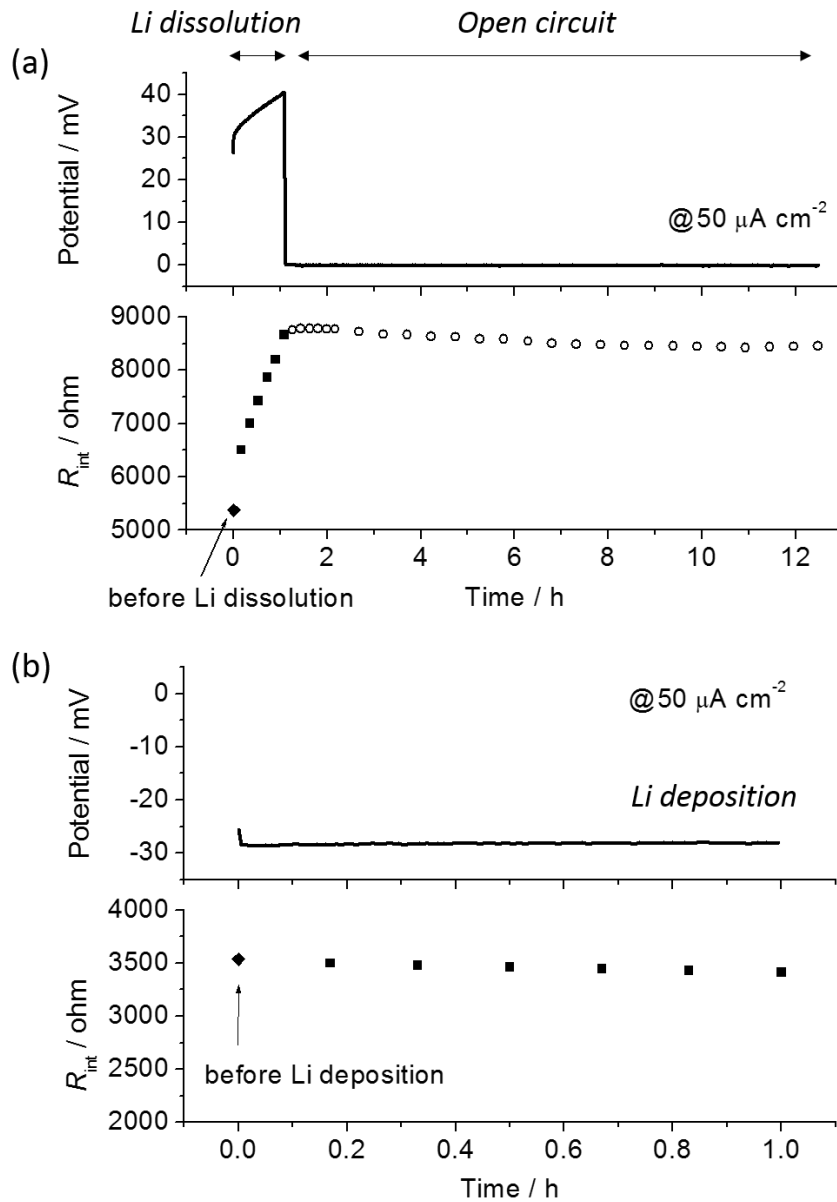 Li dissolution
Open circuit
(a)
40
30
20
10
0
Potential / mV
@50 μA cm⁻²
9000
8000
7000
6000
5000
R_int / ohm
0 2 4 6 8 10 12
before Li dissolution
Time / h
(b)
0
-10
-20
-30
Potential / mV
@50 μA cm⁻²
Li deposition
4000
3500
3000
2500
2000
R_int / ohm
before Li deposition
0.0 0.2 0.4 0.6 0.8 1.0
Time / h